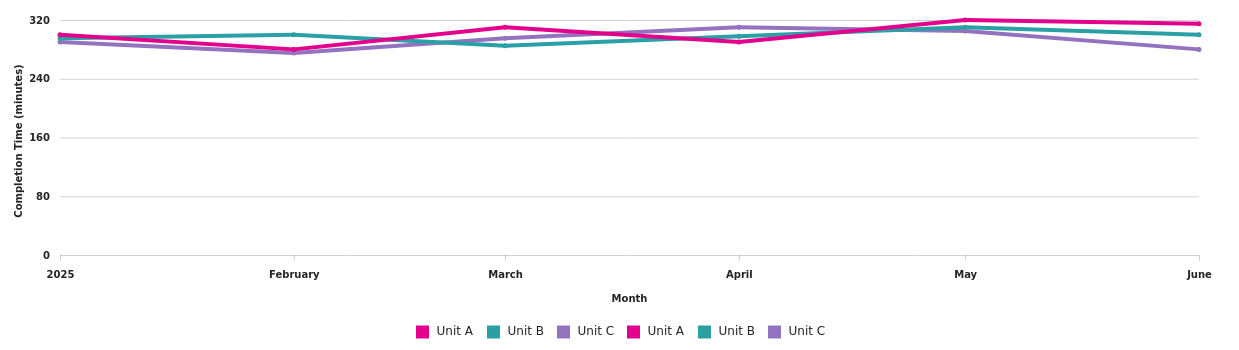 Completion Time (minutes)
320
240
160
80
0
2025 February March April May June
Month
Unit A Unit B Unit C Unit A Unit B Unit C